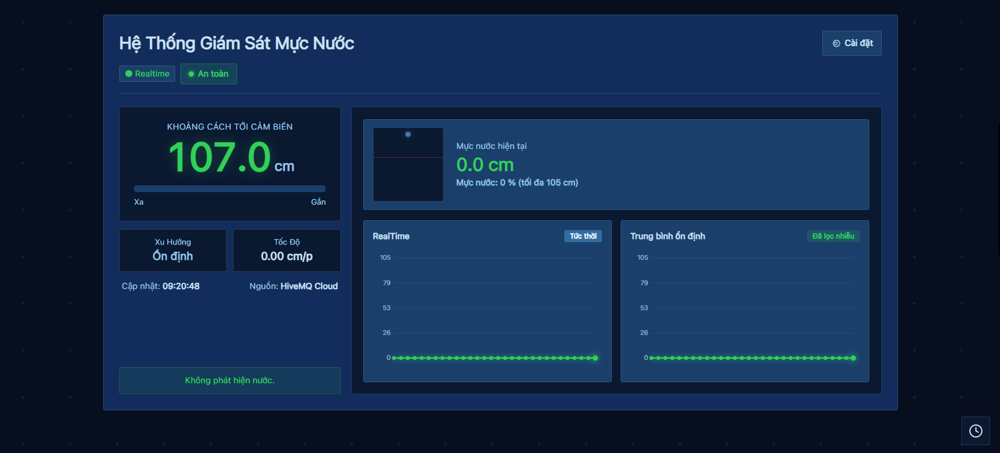 Hệ Thống Giám Sát Mực Nước
Cài đặt
Realtime
An toàn
KHOẢNG CÁCH TỚI CẢM BIẾN
107.0 cm
Xa
Gần
Xu Hướng
Ổn định
Tốc Độ
0.00 cm/p
Cập nhật: 09:20:48
Nguồn: HiveMQ Cloud
Không phát hiện nước.
Mực nước hiện tại
0.0 cm
Mực nước: 0 % (tối đa 105 cm)
RealTime
Tức thời
105
79
53
26
0
Trung bình ổn định
Đã lọc nhiễu
105
79
53
26
0